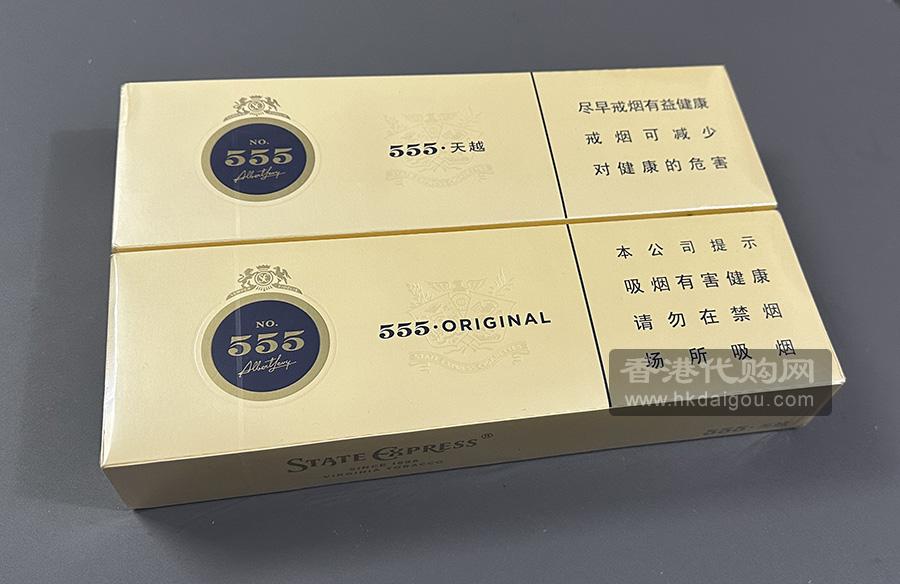 NO.
555
555·天越
尽早戒烟有益健康
戒烟可减少
对健康的危害
NO.
555
555·ORIGINAL
本公司提示
吸烟有害健康
请勿在禁烟
场所吸烟
香港代购网
www.hkdaigou.com
STATE EXPRESS®
SINCE 1896
VIRGINIA TOBACCO
555·天越